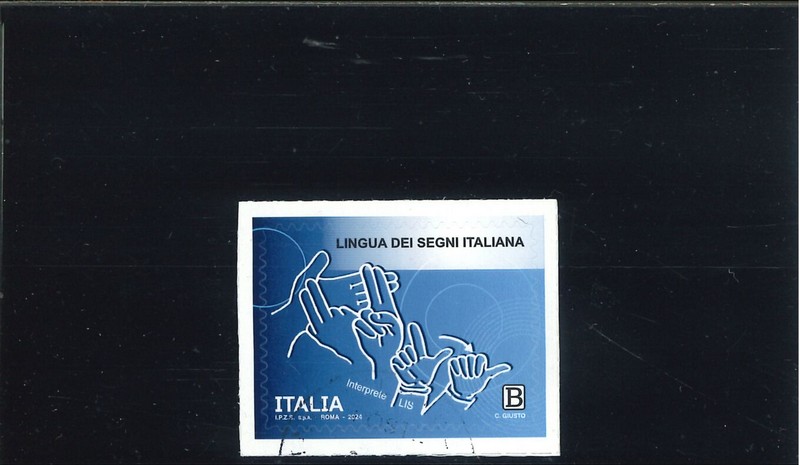 LINGUA DEI SEGNI ITALIANA
Interprete LIS
ITALIA
B
I.P.Z.S. S.p.A. ROMA - 2024
C. GIUSTO